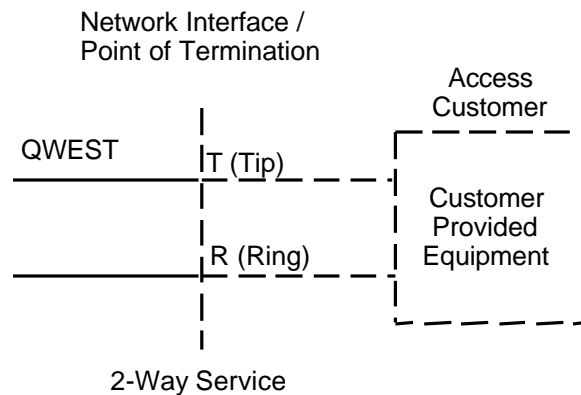 Network Interface /
Point of Termination
Access
Customer
QWEST
T (Tip)
Customer
Provided
Equipment
R (Ring)
2-Way Service